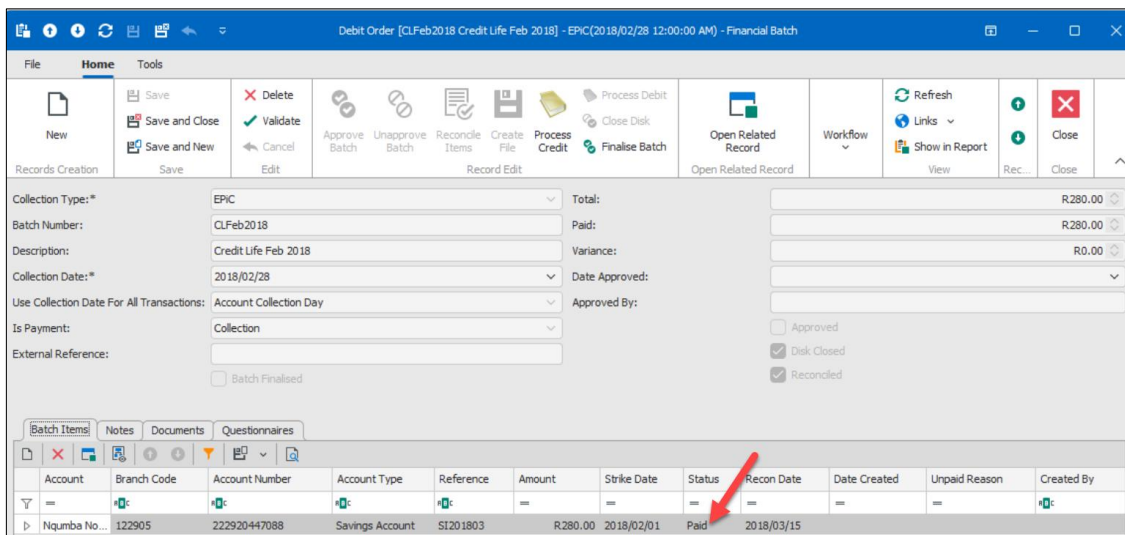 Debit Order [CLFeb2018 Credit Life Feb 2018] - EPiC(2018/02/28 12:00:00 AM) - Financial Batch
File Home Tools
New
Save
Save and Close
Save and New
Delete
Validate
Cancel
Approve Batch
Unapprove Batch
Reconcile Items
Create File
Process Credit
Process Debit
Close Disk
Finalise Batch
Open Related Record
Workflow
Refresh
Links
Show in Report
Close
Records Creation Save Edit Record Edit Open Related Record View Rec... Close
Collection Type:* EPiC Total: R280.00
Batch Number: CLFeb2018 Paid: R280.00
Description: Credit Life Feb 2018 Variance: R0.00
Collection Date:* 2018/02/28 Date Approved:
Use Collection Date For All Transactions: Account Collection Day Approved By:
Is Payment: Collection Approved
External Reference: Disk Closed
Batch Finalised Reconciled
Batch Items Notes Documents Questionnaires
Account Branch Code Account Number Account Type Reference Amount Strike Date Status Recon Date Date Created Unpaid Reason Created By
= RBC RBC RBC RBC = = = = = = RBC
Nqumba No... 122905 222920447088 Savings Account SI201803 R280.00 2018/02/01 Paid 2018/03/15